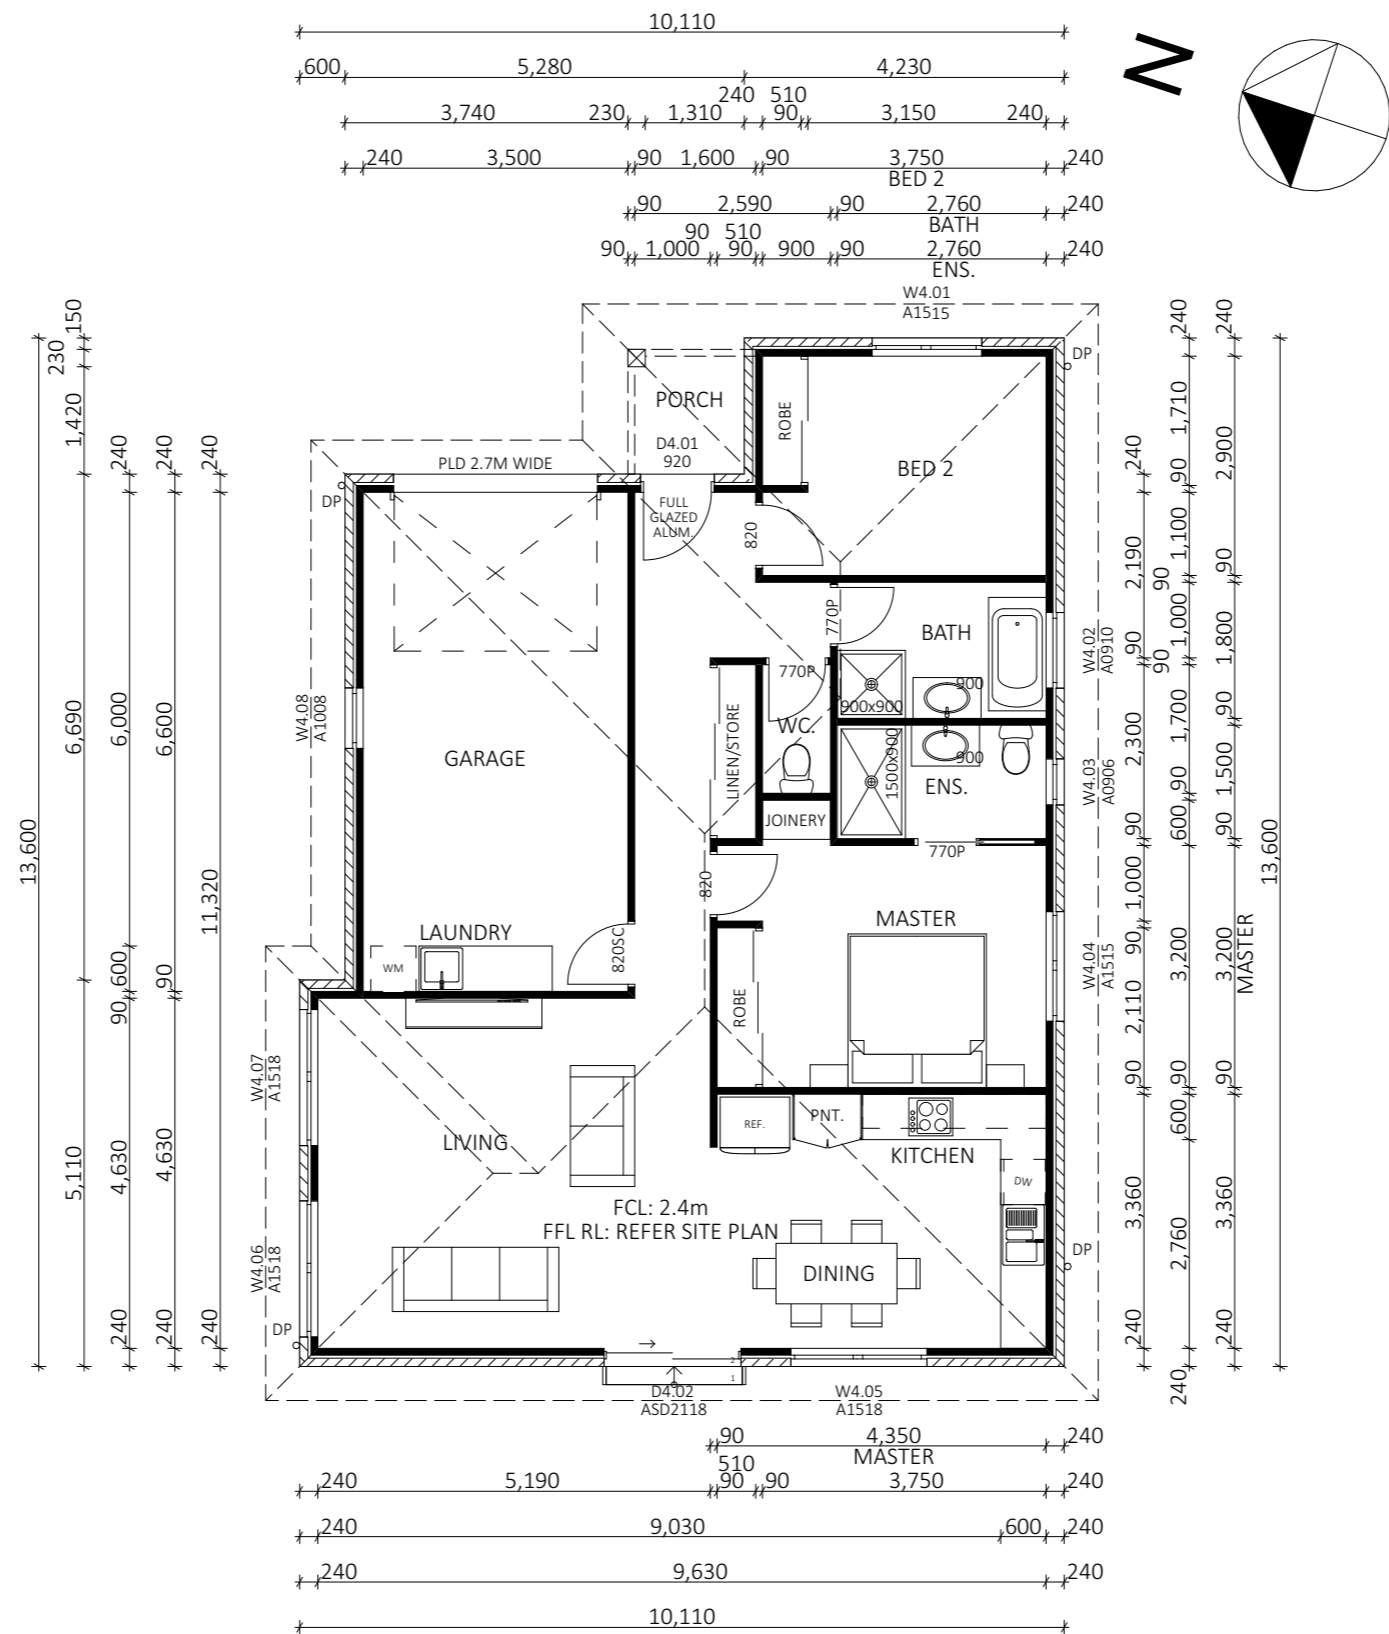 10,110
600 5,280 4,230
240 510
3,740 230 1,310 90 3,150 240
240 3,500 90 1,600 90 3,750 240
BED 2
90 2,590 90 2,760 240
BATH
90 510
90 1,000 90 900 90 2,760 240
ENS.
N
W4.01
A1515
DP
PORCH
D4.01
920
ROBE
BED 2
PLD 2.7M WIDE
DP
FULL
GLAZED
ALUM.
820
770P
BATH
W4.02
A0910
770P
900
900x900
W4.08
A1008
WC.
GARAGE
LINEN/STORE
1500x900
900
ENS.
W4.03
A0906
JOINERY
770P
820
MASTER
LAUNDRY
WM
820SC
ROBE
W4.04
A1515
W4.07
A1518
REF.
PNT.
LIVING
KITCHEN
DW
FCL: 2.4m
FFL RL: REFER SITE PLAN
DINING
W4.06
A1518
DP
DP
2
1
D4.02
ASD2118
W4.05
A1518
13,600
150
230
1,420
6,690
5,110
240
6,000
600
90
4,630
240
240
6,600
90
4,630
240
240
11,320
240
240
2,190
90
2,300
90
1,000
90
2,110
90
3,360
240
240
1,710
90
1,100
90
1,000
90
1,700
90
600
3,200
90
600
2,760
240
240
2,900
90
1,800
90
1,500
90
3,200
MASTER
90
3,360
240
13,600
90 4,350 240
MASTER
510
240 5,190 90 90 3,750 240
240 9,030 600 240
240 9,630 240
10,110